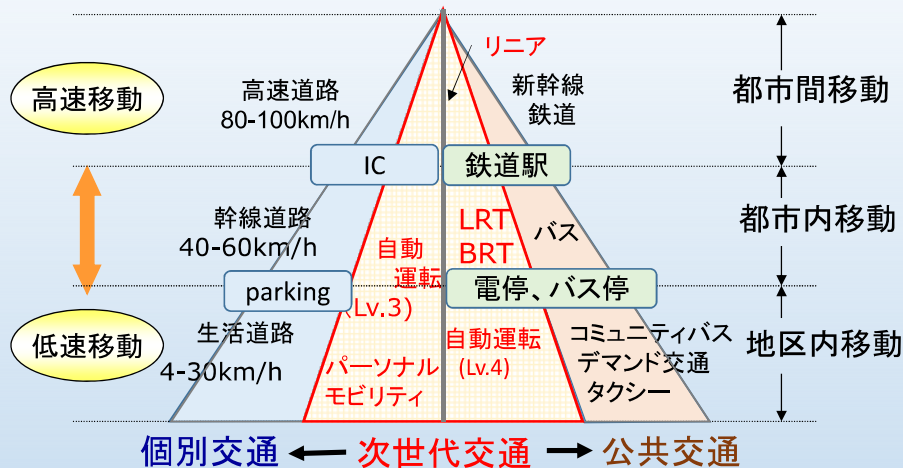 リニア
高速移動
高速道路
80-100km/h
新幹線
鉄道
都市間移動
IC
鉄道駅
幹線道路
40-60km/h
自動
運転
(Lv.3)
LRT
BRT
バス
都市内移動
parking
電停、バス停
低速移動
生活道路
4-30km/h
パーソナル
モビリティ
自動運転
(Lv.4)
コミュニティバス
デマンド交通
タクシー
地区内移動
個別交通
次世代交通
公共交通